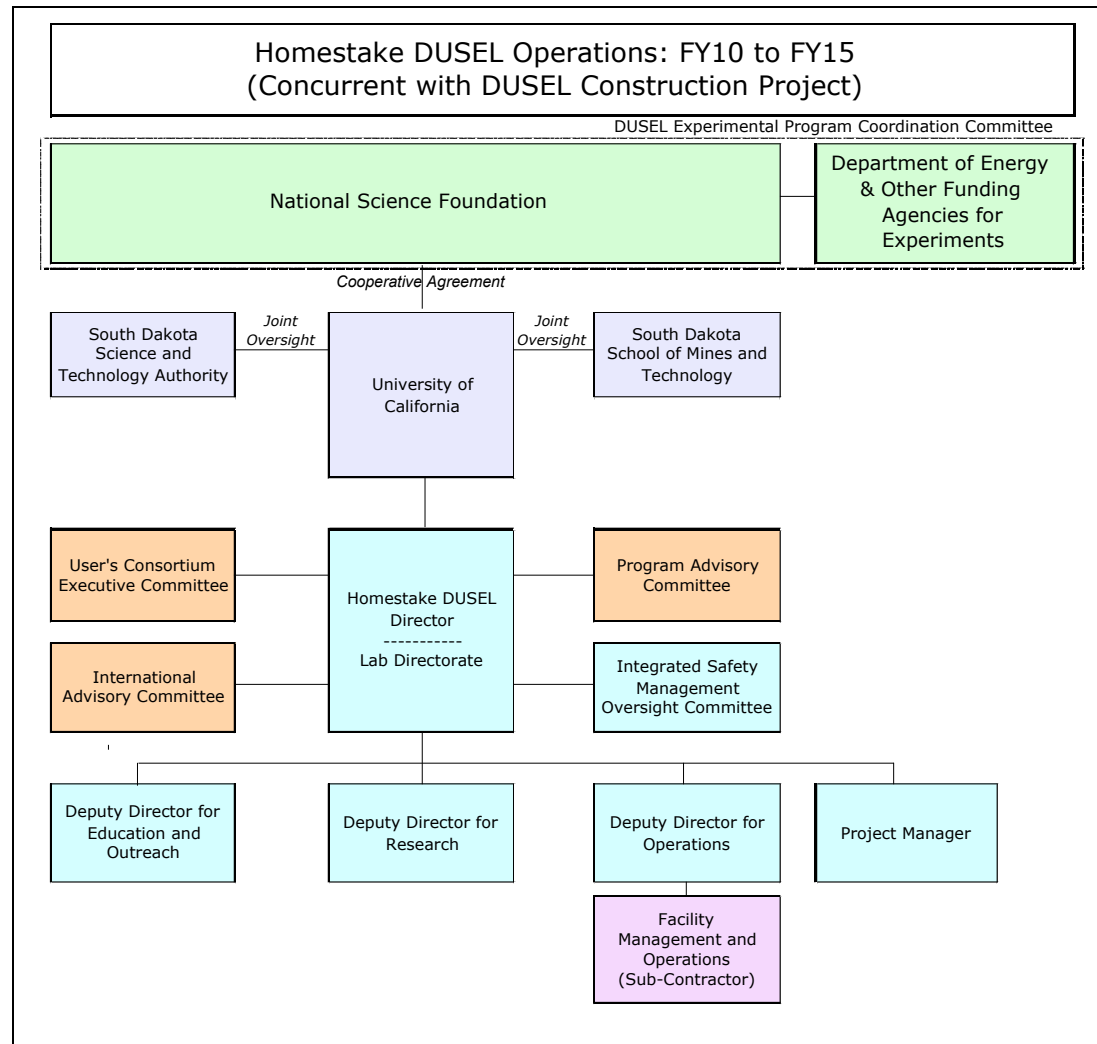 Homestake DUSEL Operations: FY10 to FY15
(Concurrent with DUSEL Construction Project)
DUSEL Experimental Program Coordination Committee
National Science Foundation
Department of Energy
& Other Funding
Agencies for
Experiments
Cooperative Agreement
South Dakota
Science and
Technology Authority
Joint
Oversight
University of
California
Joint
Oversight
South Dakota
School of Mines and
Technology
User's Consortium
Executive Committee
Homestake DUSEL
Director
-----------
Lab Directorate
Program Advisory
Committee
International
Advisory Committee
Integrated Safety
Management
Oversight Committee
Deputy Director for
Education and
Outreach
Deputy Director for
Research
Deputy Director for
Operations
Project Manager
Facility
Management and
Operations
(Sub-Contractor)